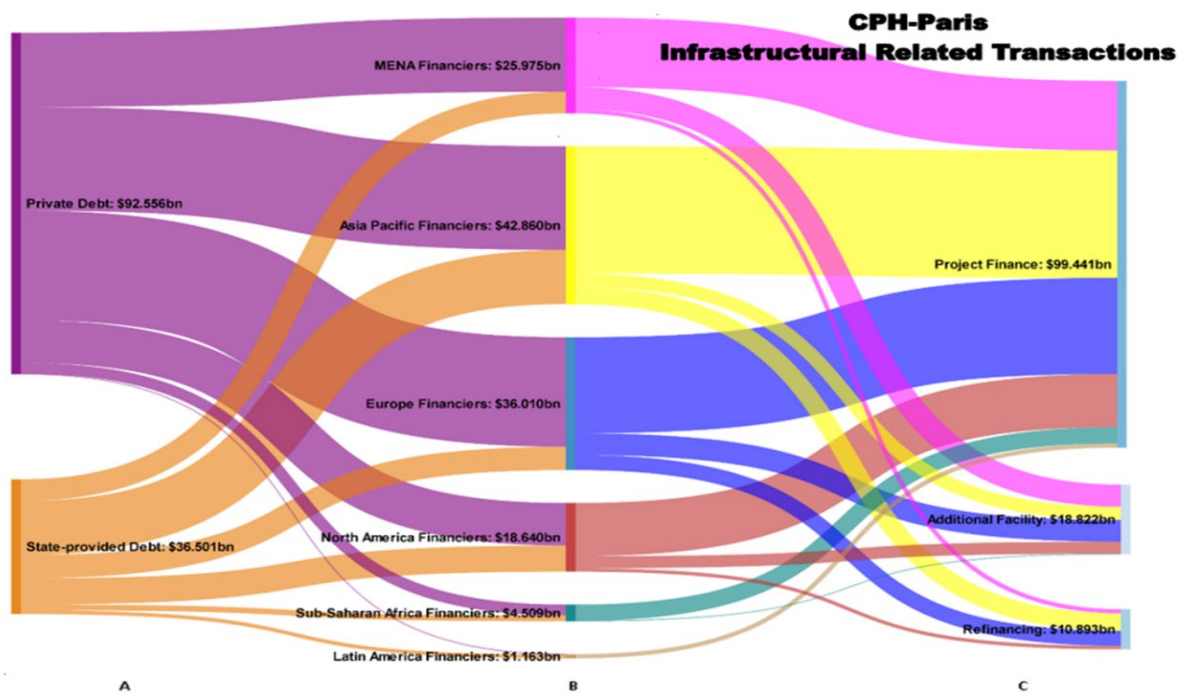 CPH-Paris
Infrastructural Related Transactions
MENA Financiers: $25.975bn
Private Debt: $92.556bn
Asia Pacific Financiers: $42.860bn
Project Finance: $99.441bn
Europe Financiers: $36.010bn
Additional Facility: $18.822bn
North America Financiers: $18.640bn
State-provided Debt: $36.501bn
Sub-Saharan Africa Financiers: $4.509bn
Refinancing: $10.893bn
Latin America Financiers: $1.163bn
A B C